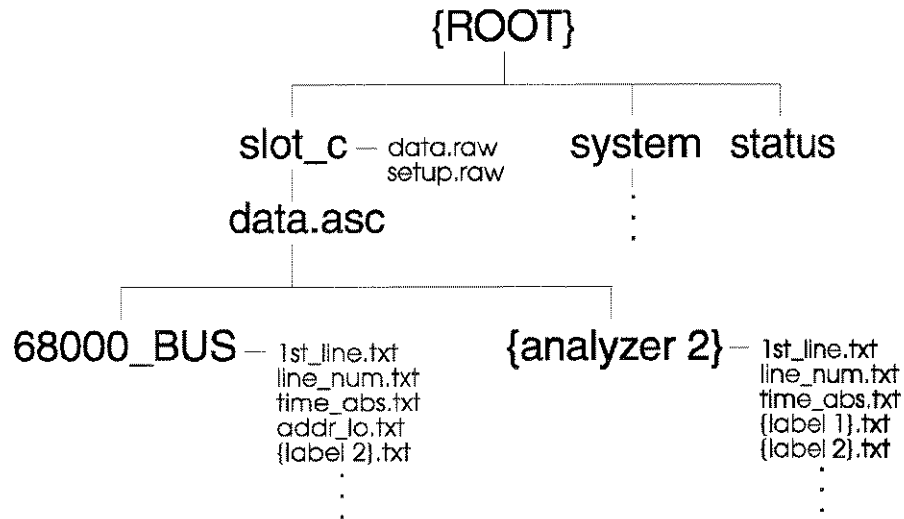 {ROOT}
slot_c data.raw system status
setup.raw
data.asc
68000_BUS 1st_line.txt {analyzer 2} 1st_line.txt
line_num.txt line_num.txt
time_abs.txt time_abs.txt
addr_lo.txt {label 1}.txt
{label 2}.txt {label 2}.txt